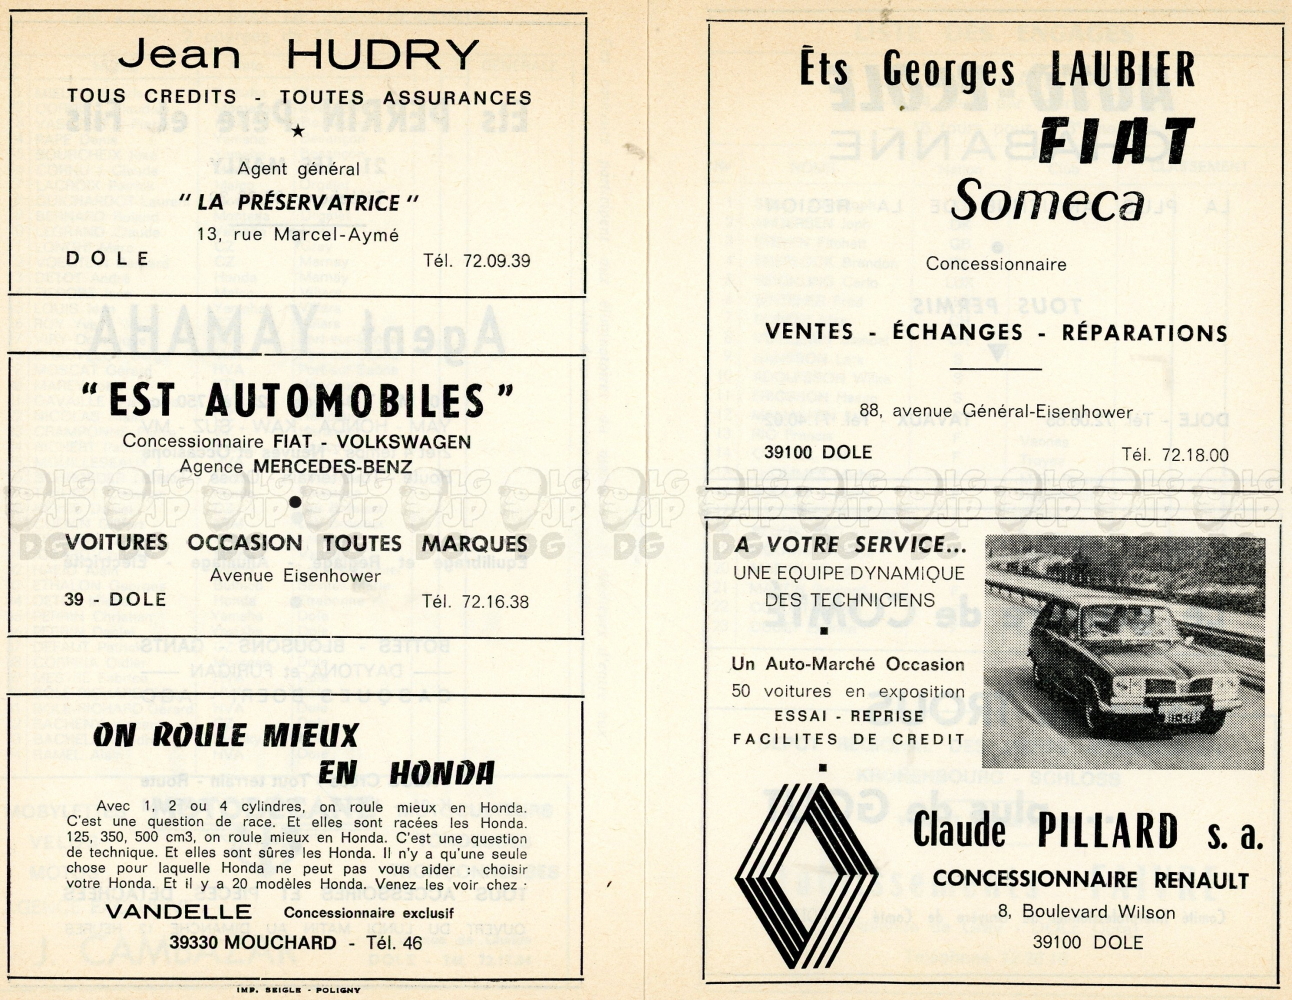 Jean HUDRY
TOUS CREDITS - TOUTES ASSURANCES
Agent général
" LA PRÉSERVATRICE "
13, rue Marcel-Aymé
DOLE Tél. 72.09.39
" EST AUTOMOBILES "
Concessionnaire FIAT - VOLKSWAGEN
Agence MERCEDES-BENZ
VOITURES OCCASION TOUTES MARQUES
Avenue Eisenhower
39 - DOLE Tél. 72.16.38
ON ROULE MIEUX
EN HONDA
Avec 1, 2 ou 4 cylindres, on roule mieux en Honda.
C'est une question de race. Et elles sont racées les Honda.
125, 350, 500 cm3, on roule mieux en Honda. C'est une question
de technique. Et elles sont sûres les Honda. Il n'y a qu'une seule
chose pour laquelle Honda ne peut pas vous aider : choisir
votre Honda. Et il y a 20 modèles Honda. Venez les voir chez -
VANDELLE Concessionnaire exclusif
39330 MOUCHARD - Tél. 46
IMP. SEIGLE - POLIGNY
Èts Georges LAUBIER
FIAT
Someca
Concessionnaire
VENTES - ÉCHANGES - RÉPARATIONS
88, avenue Général-Eisenhower
39100 DOLE Tél. 72.18.00
A VOTRE SERVICE...
UNE EQUIPE DYNAMIQUE
DES TECHNICIENS
Un Auto-Marché Occasion
50 voitures en exposition
ESSAI - REPRISE
FACILITES DE CREDIT
Claude PILLARD s. a.
CONCESSIONNAIRE RENAULT
8, Boulevard Wilson
39100 DOLE
LG JP DG